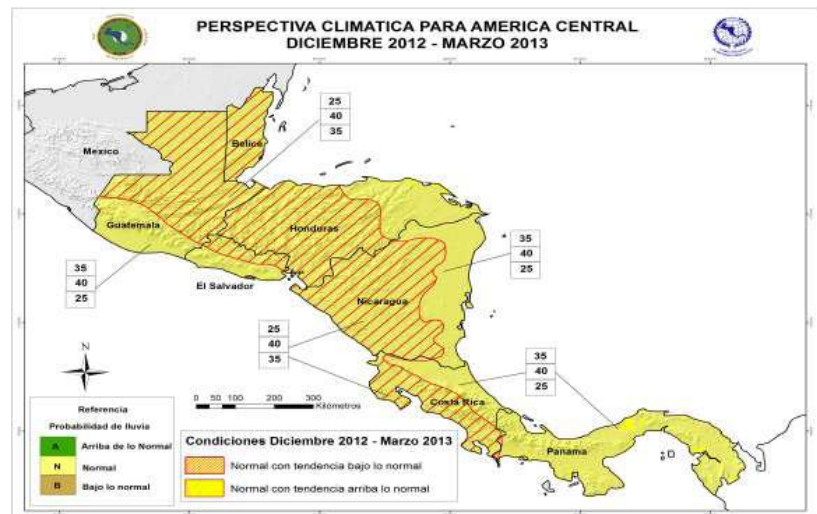 PERSPECTIVA CLIMATICA PARA AMERICA CENTRAL
DICIEMBRE 2012 - MARZO 2013
25
40
35
Mexico
Belice
Guatemala
Honduras
35
40
25
35
40
25
El Salvador
Nicaragua
25
40
35
N
35
40
25
0 50 100 200 300
Kilómetros
Costa Rica
Panama
Referencia
Probabilidad de lluvia
A Arriba de lo Normal
N Normal
B Bajo lo normal
Condiciones Diciembre 2012 - Marzo 2013
Normal con tendencia bajo lo normal
Normal con tendencia arriba lo normal